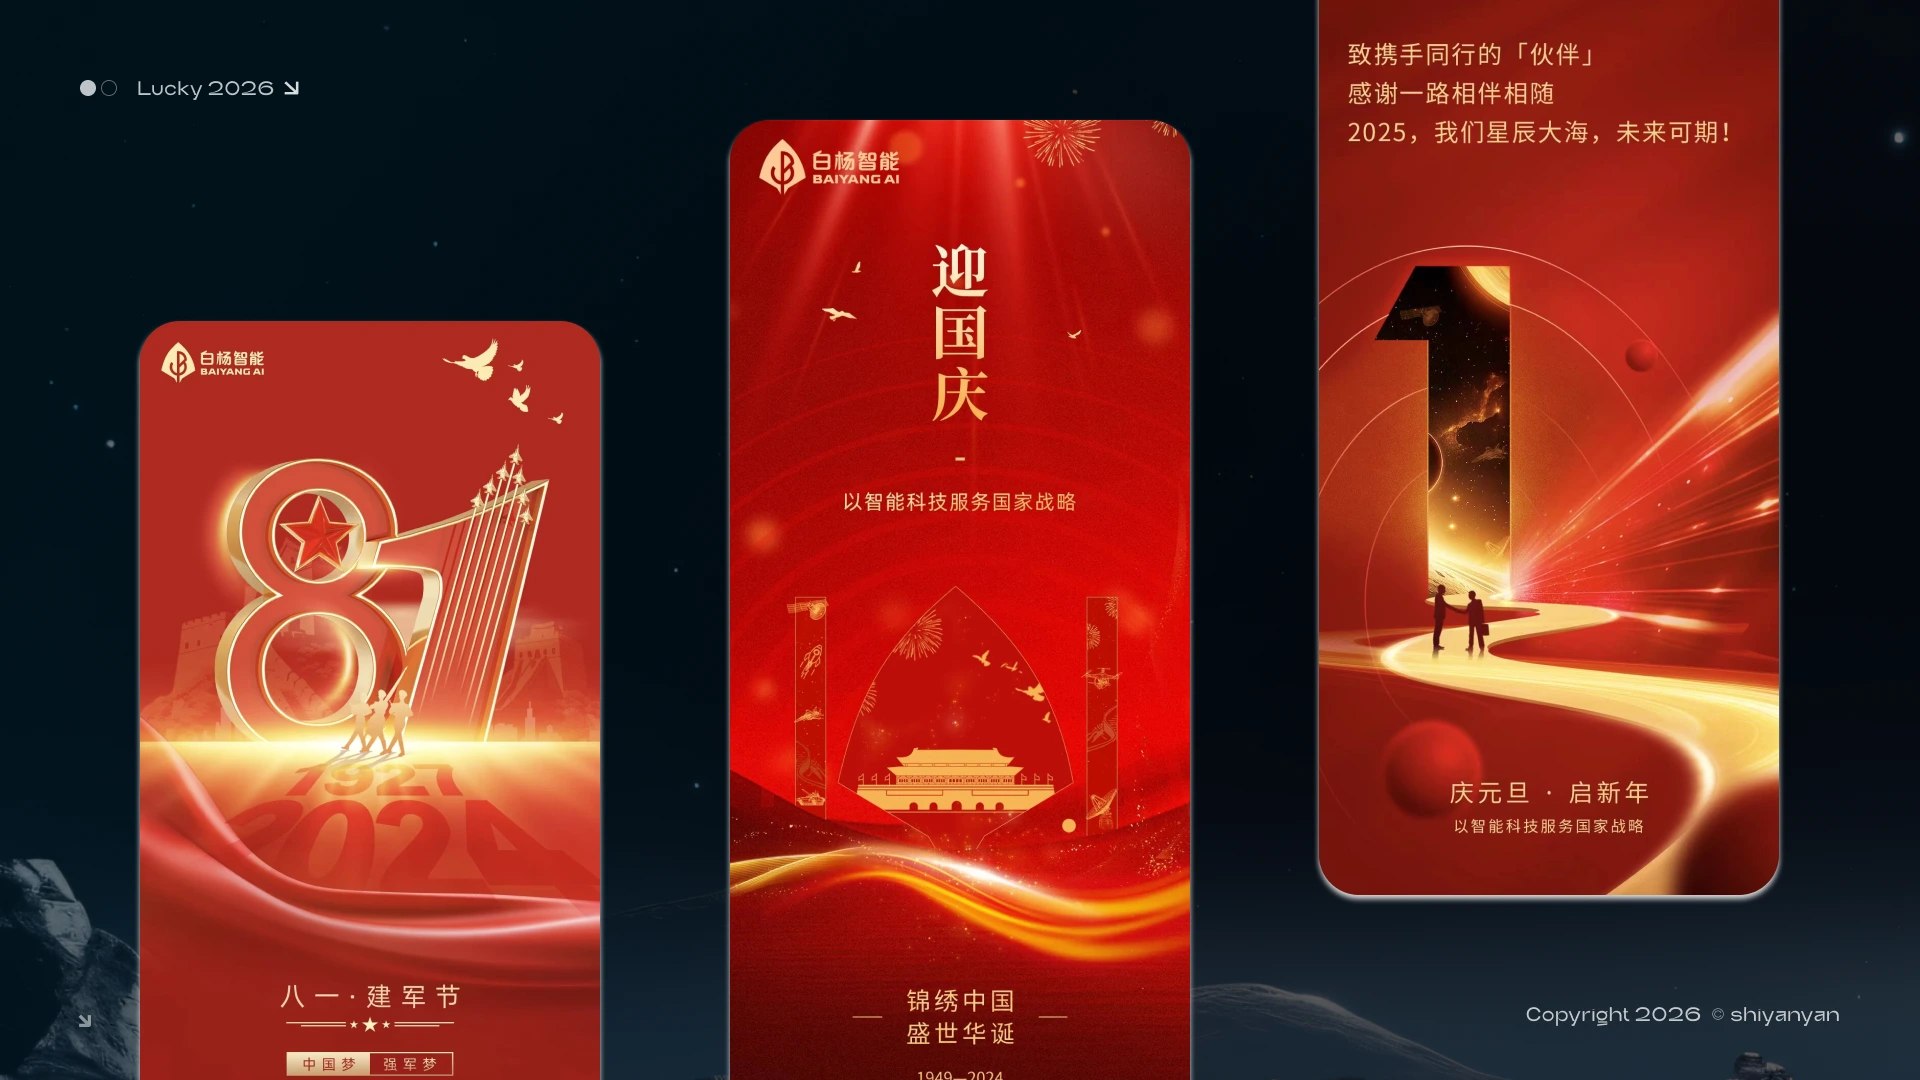 Lucky 2026
白杨智能
BAIYANG AI
81
1927
2024
八一·建军节
中国梦 强军梦
白杨智能
BAIYANG AI
迎国庆
以智能科技服务国家战略
锦绣中国
盛世华诞
1949—2024
致携手同行的「伙伴」
感谢一路相伴相随
2025，我们星辰大海，未来可期！
1
庆元旦 · 启新年
以智能科技服务国家战略
Copyright 2026 © shiyanyan